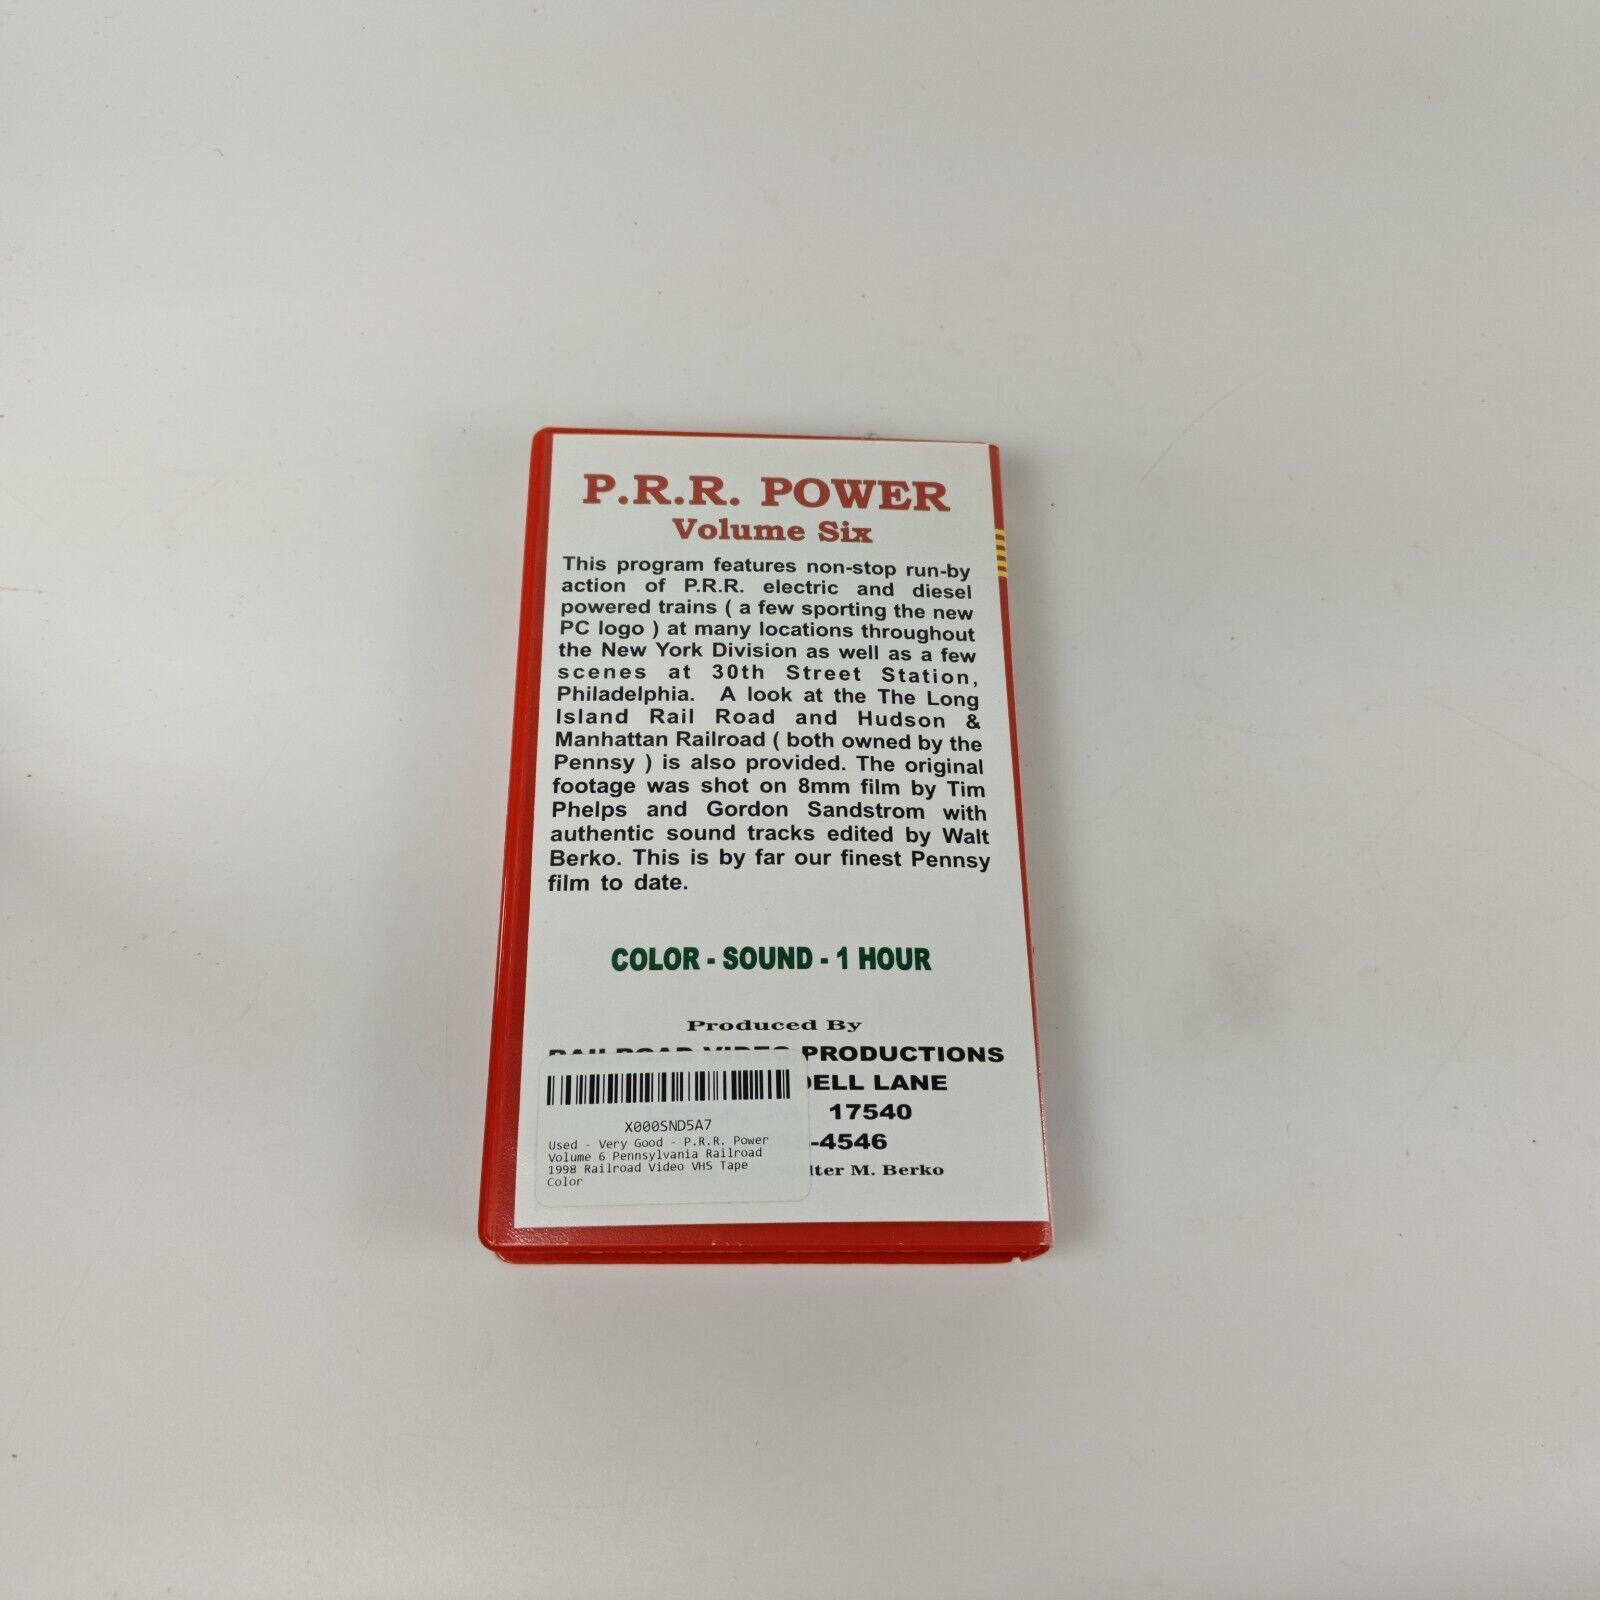 P.R.R. POWER
Volume Six
This program features non-stop run-by
action of P.R.R. electric and diesel
powered trains ( a few sporting the new
PC logo ) at many locations throughout
the New York Division as well as a few
scenes at 30th Street Station,
Philadelphia. A look at the The Long
Island Rail Road and Hudson &
Manhattan Railroad ( both owned by the
Pennsy ) is also provided. The original
footage was shot on 8mm film by Tim
Phelps and Gordon Sandstrom with
authentic sound tracks edited by Walt
Berko. This is by far our finest Pennsy
film to date.
COLOR - SOUND - 1 HOUR
Produced By
RAILROAD VIDEO PRODUCTIONS
LANE
17540
-4546
M. Berko
X000SND5A7
Used - Very Good - P.R.R. Power
Volume 6 Pennsylvania Railroad
1998 Railroad Video VHS Tape
Color